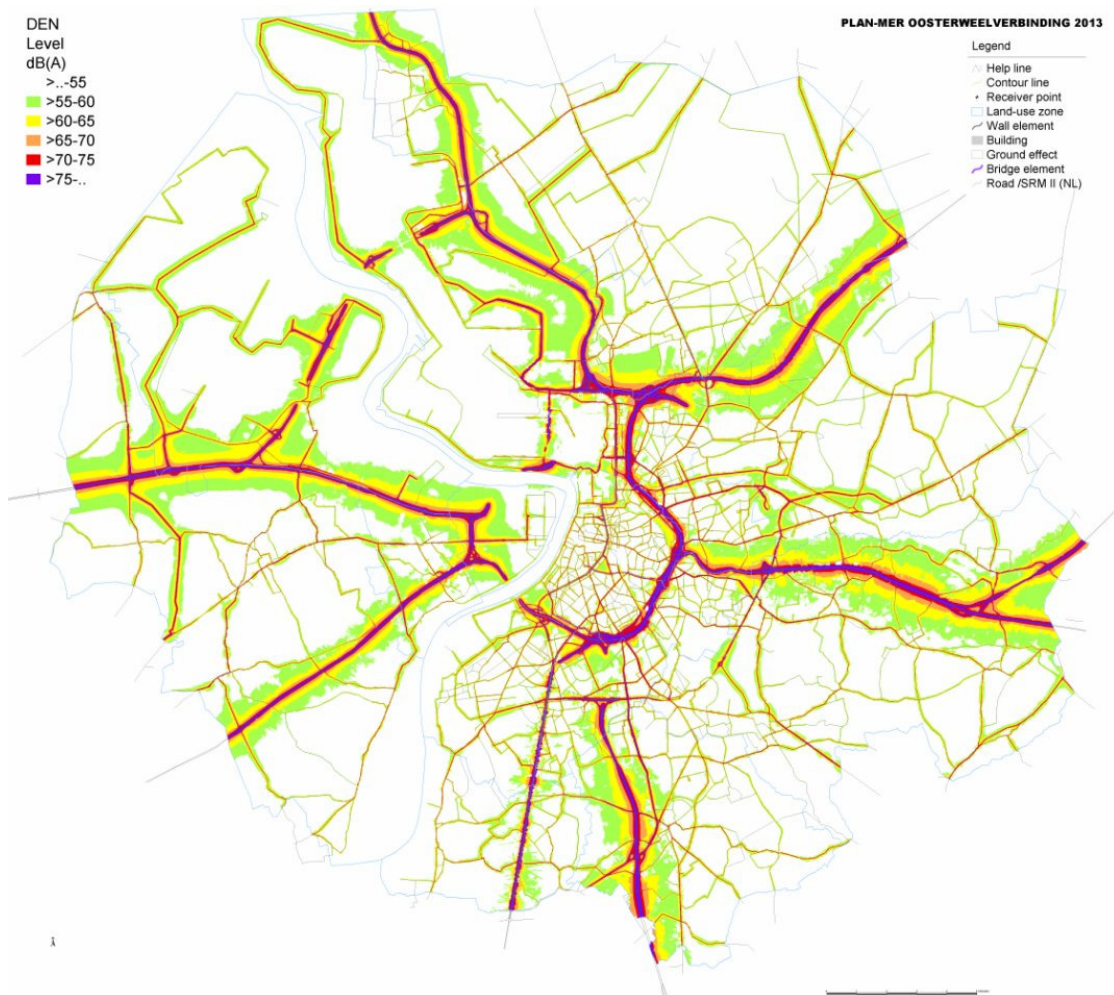 DEN
Level
dB(A)
>..-55
>55-60
>60-65
>65-70
>70-75
>75-..
PLAN-MER OOSTERWEELVERBINDING 2013
Legend
Help line
Contour line
Receiver point
Land-use zone
Wall element
Building
Ground effect
Bridge element
Road /SRM II (NL)